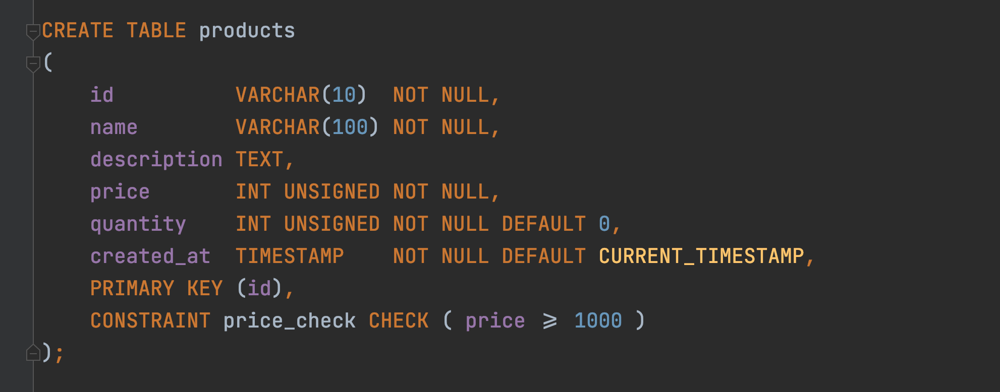 CREATE TABLE products
(
    id          VARCHAR(10)  NOT NULL,
    name        VARCHAR(100) NOT NULL,
    description TEXT,
    price       INT UNSIGNED NOT NULL,
    quantity    INT UNSIGNED NOT NULL DEFAULT 0,
    created_at  TIMESTAMP    NOT NULL DEFAULT CURRENT_TIMESTAMP,
    PRIMARY KEY (id),
    CONSTRAINT price_check CHECK ( price >= 1000 )
);